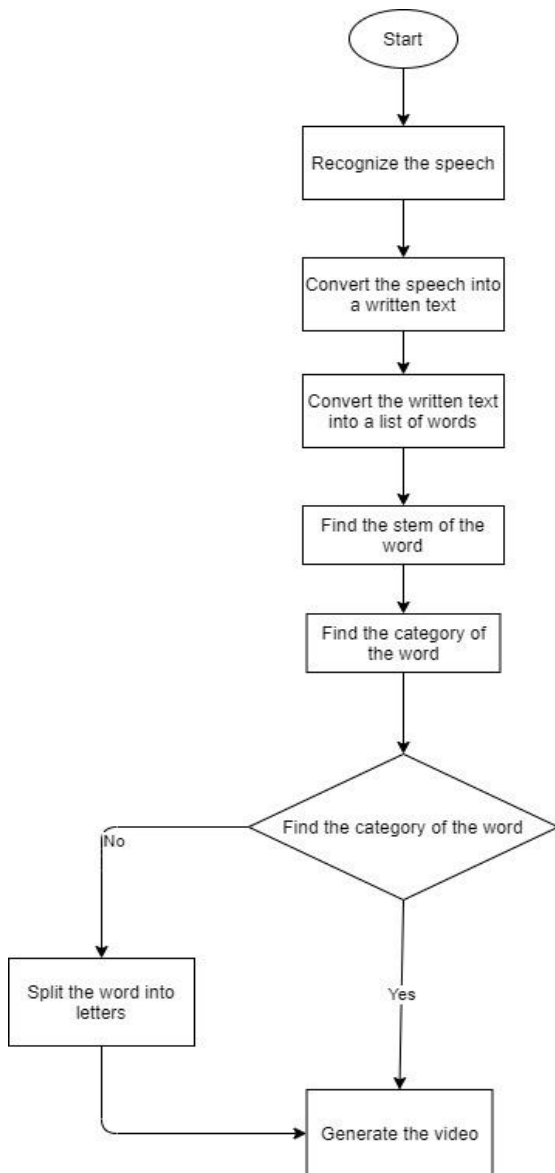 Start
Recognize the speech
Convert the speech into
a written text
Convert the written text
into a list of words
Find the stem of the
word
Find the category of
the word
Find the category of the word
No
Split the word into
letters
Yes
Generate the video